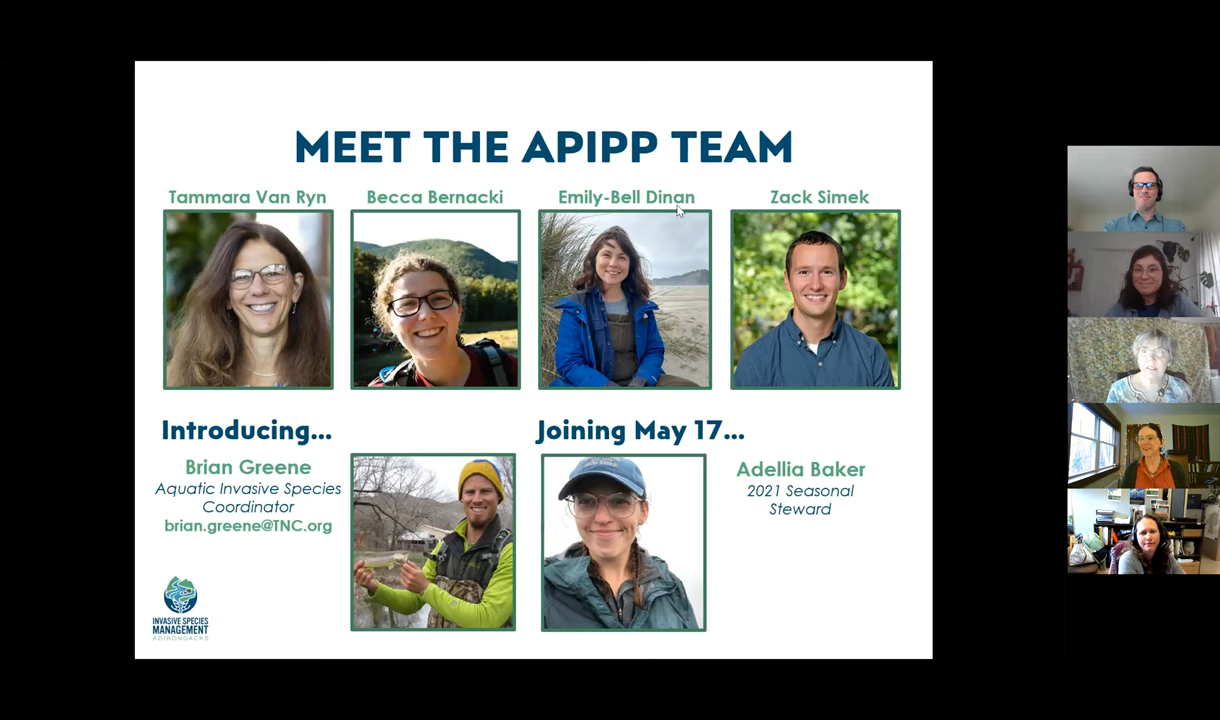 MEET THE APIPP TEAM
Tammara Van Ryn
Becca Bernacki
Emily-Bell Dinan
Zack Simek
Introducing...
Brian Greene
Aquatic Invasive Species
Coordinator
brian.greene@TNC.org
Joining May 17...
Adellia Baker
2021 Seasonal
Steward
INVASIVE SPECIES
MANAGEMENT
ADIRONDACKS